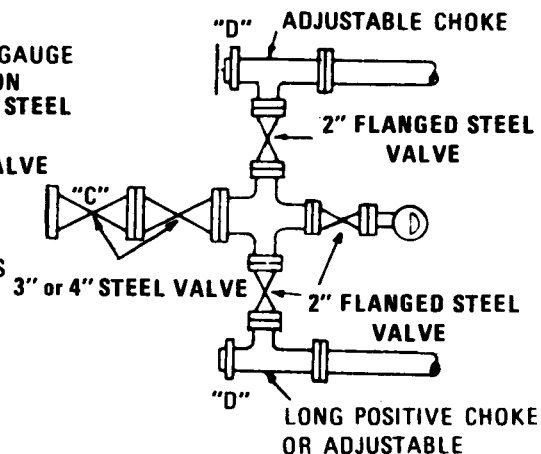 "D"
ADJUSTABLE CHOKE
GAUGE
ON
STEEL
2" FLANGED STEEL
VALVE
"C"
3" or 4" STEEL VALVE
2" FLANGED STEEL
VALVE
"D"
LONG POSITIVE CHOKE
OR ADJUSTABLE